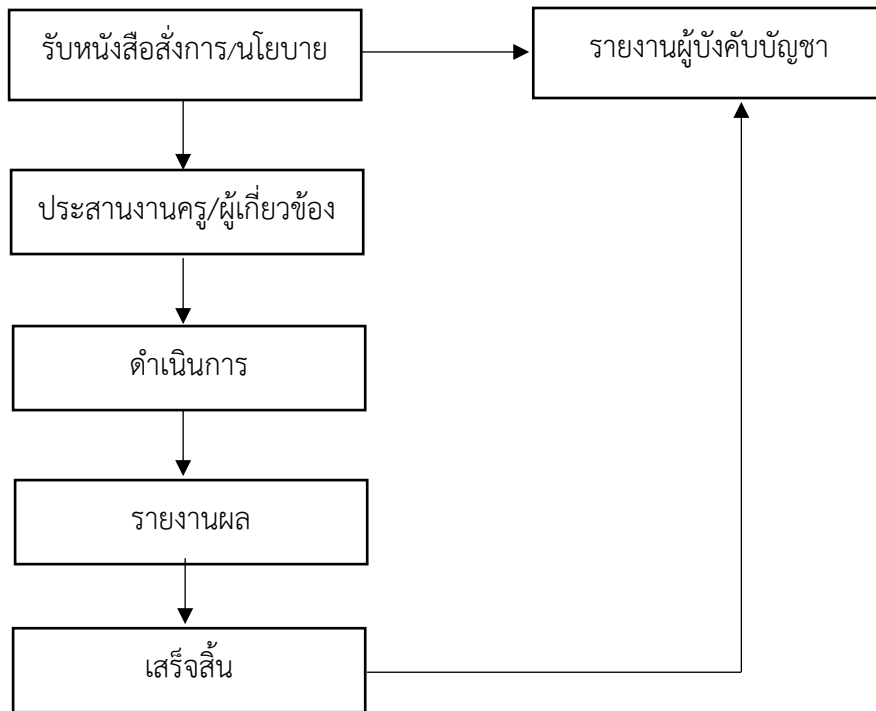 รับหนังสือสั่งการ/นโยบาย
รายงานผู้บังคับบัญชา
ประสานงานครู/ผู้เกี่ยวข้อง
ดำเนินการ
รายงานผล
เสร็จสิ้น